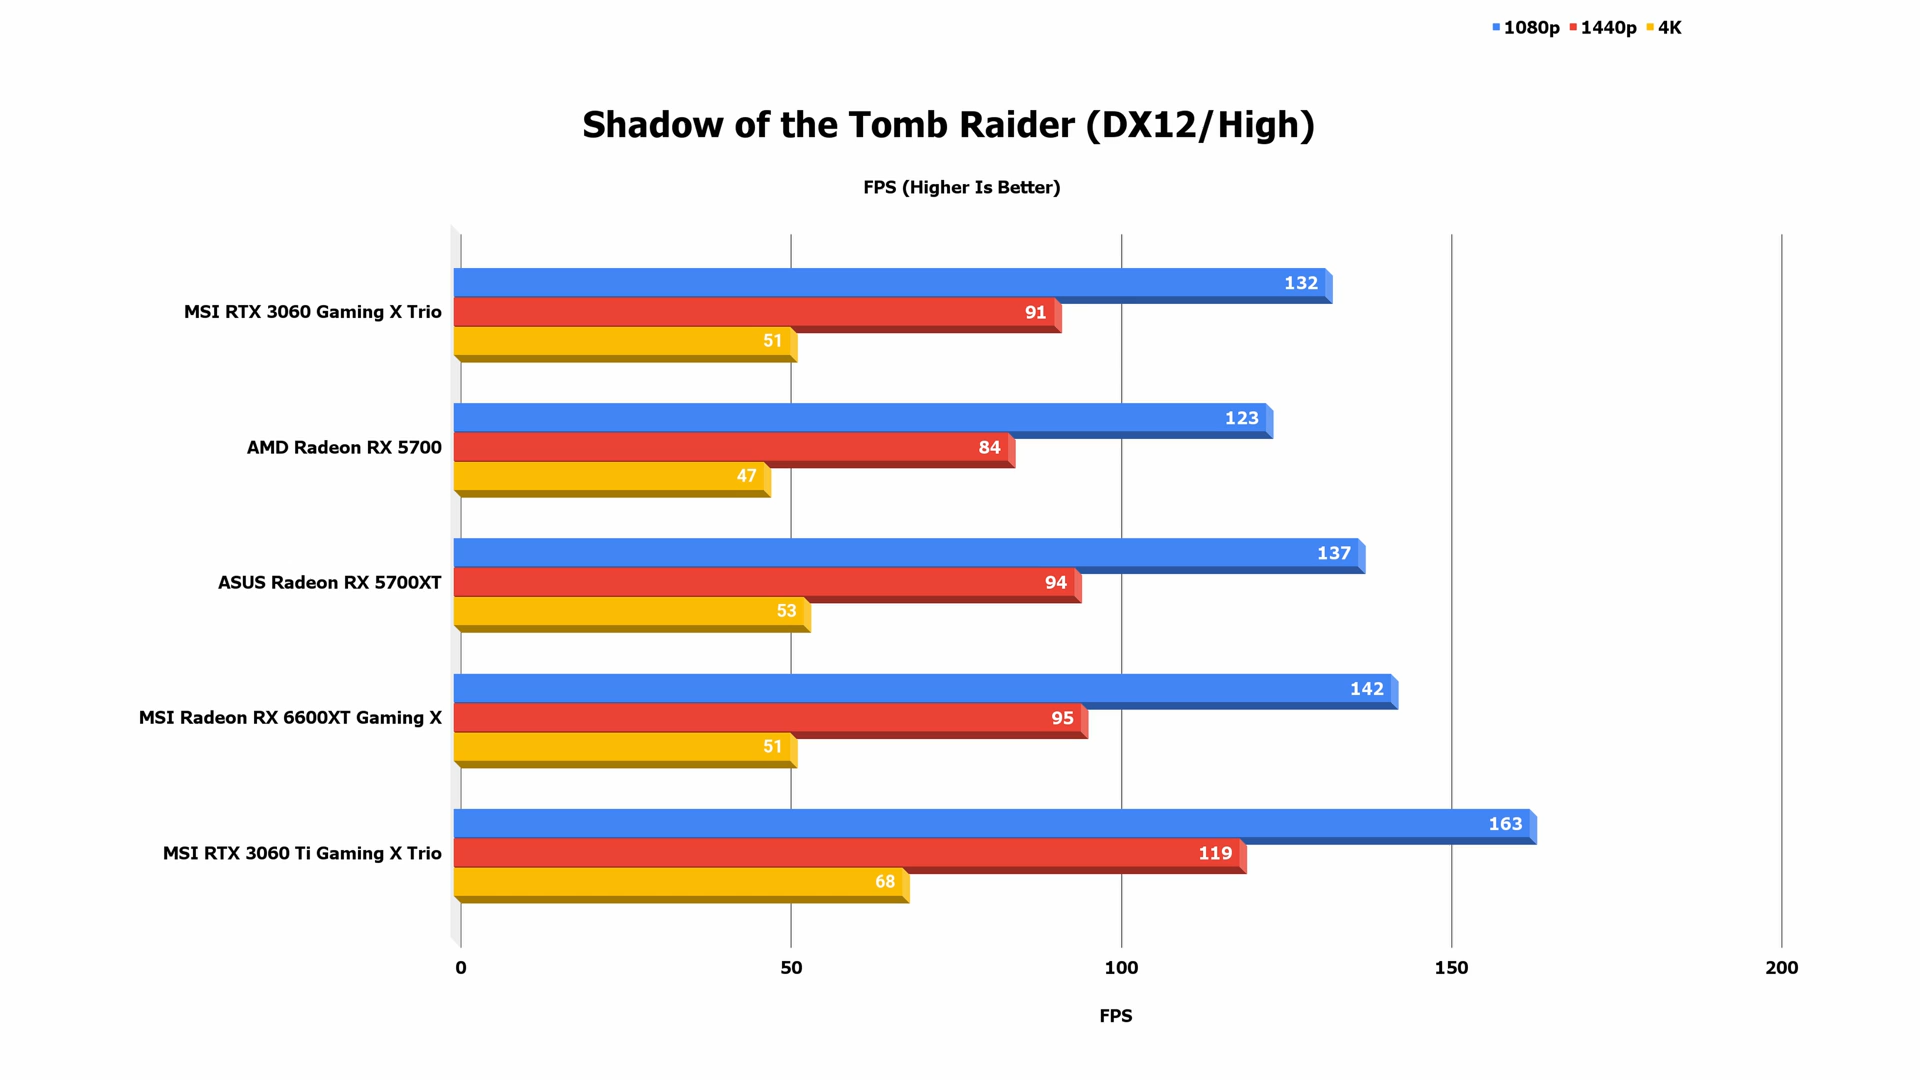 1080p 1440p 4K
Shadow of the Tomb Raider (DX12/High)
FPS (Higher Is Better)
MSI RTX 3060 Gaming X Trio
132
91
51
AMD Radeon RX 5700
123
84
47
ASUS Radeon RX 5700XT
137
94
53
MSI Radeon RX 6600XT Gaming X
142
95
51
MSI RTX 3060 Ti Gaming X Trio
163
119
68
0 50 100 150 200
FPS